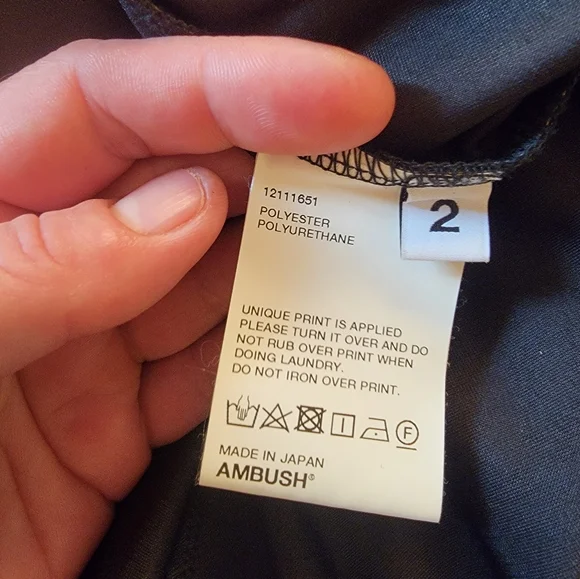 12111651
POLYESTER
POLYURETHANE
2
UNIQUE PRINT IS APPLIED
PLEASE TURN IT OVER AND DO
NOT RUB OVER PRINT WHEN
DOING LAUNDRY.
DO NOT IRON OVER PRINT.
F
MADE IN JAPAN
AMBUSH®